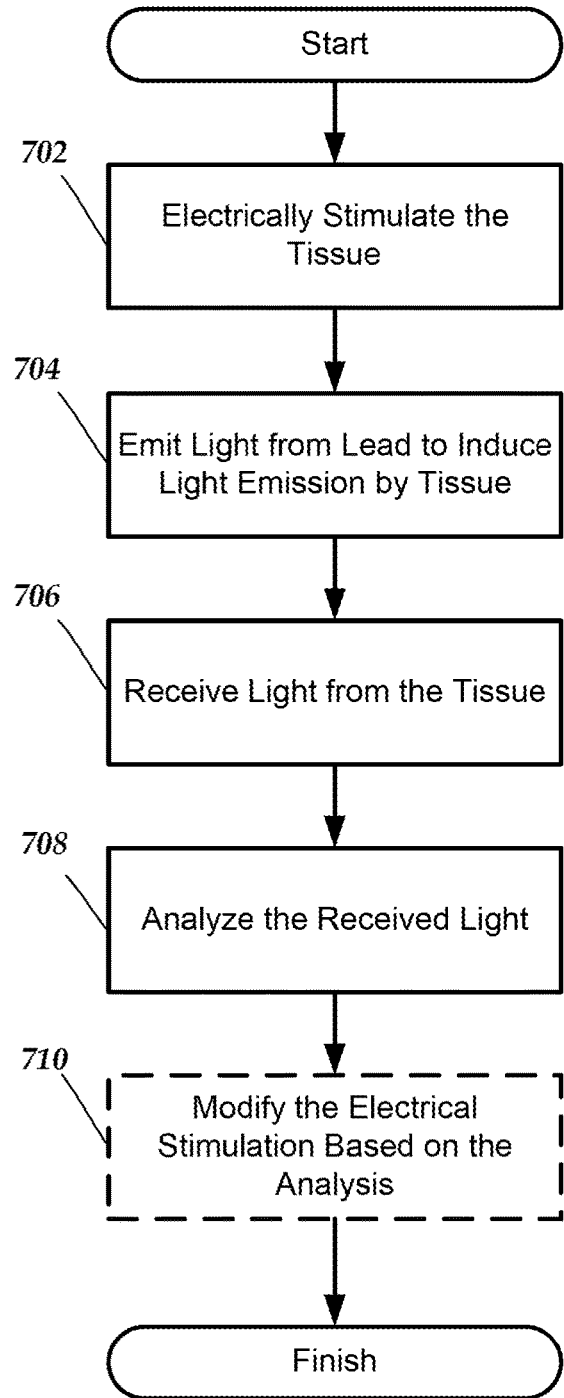 Start
702
Electrically Stimulate the
Tissue
704
Emit Light from Lead to Induce
Light Emission by Tissue
706
Receive Light from the Tissue
708
Analyze the Received Light
710
Modify the Electrical
Stimulation Based on the
Analysis
Finish